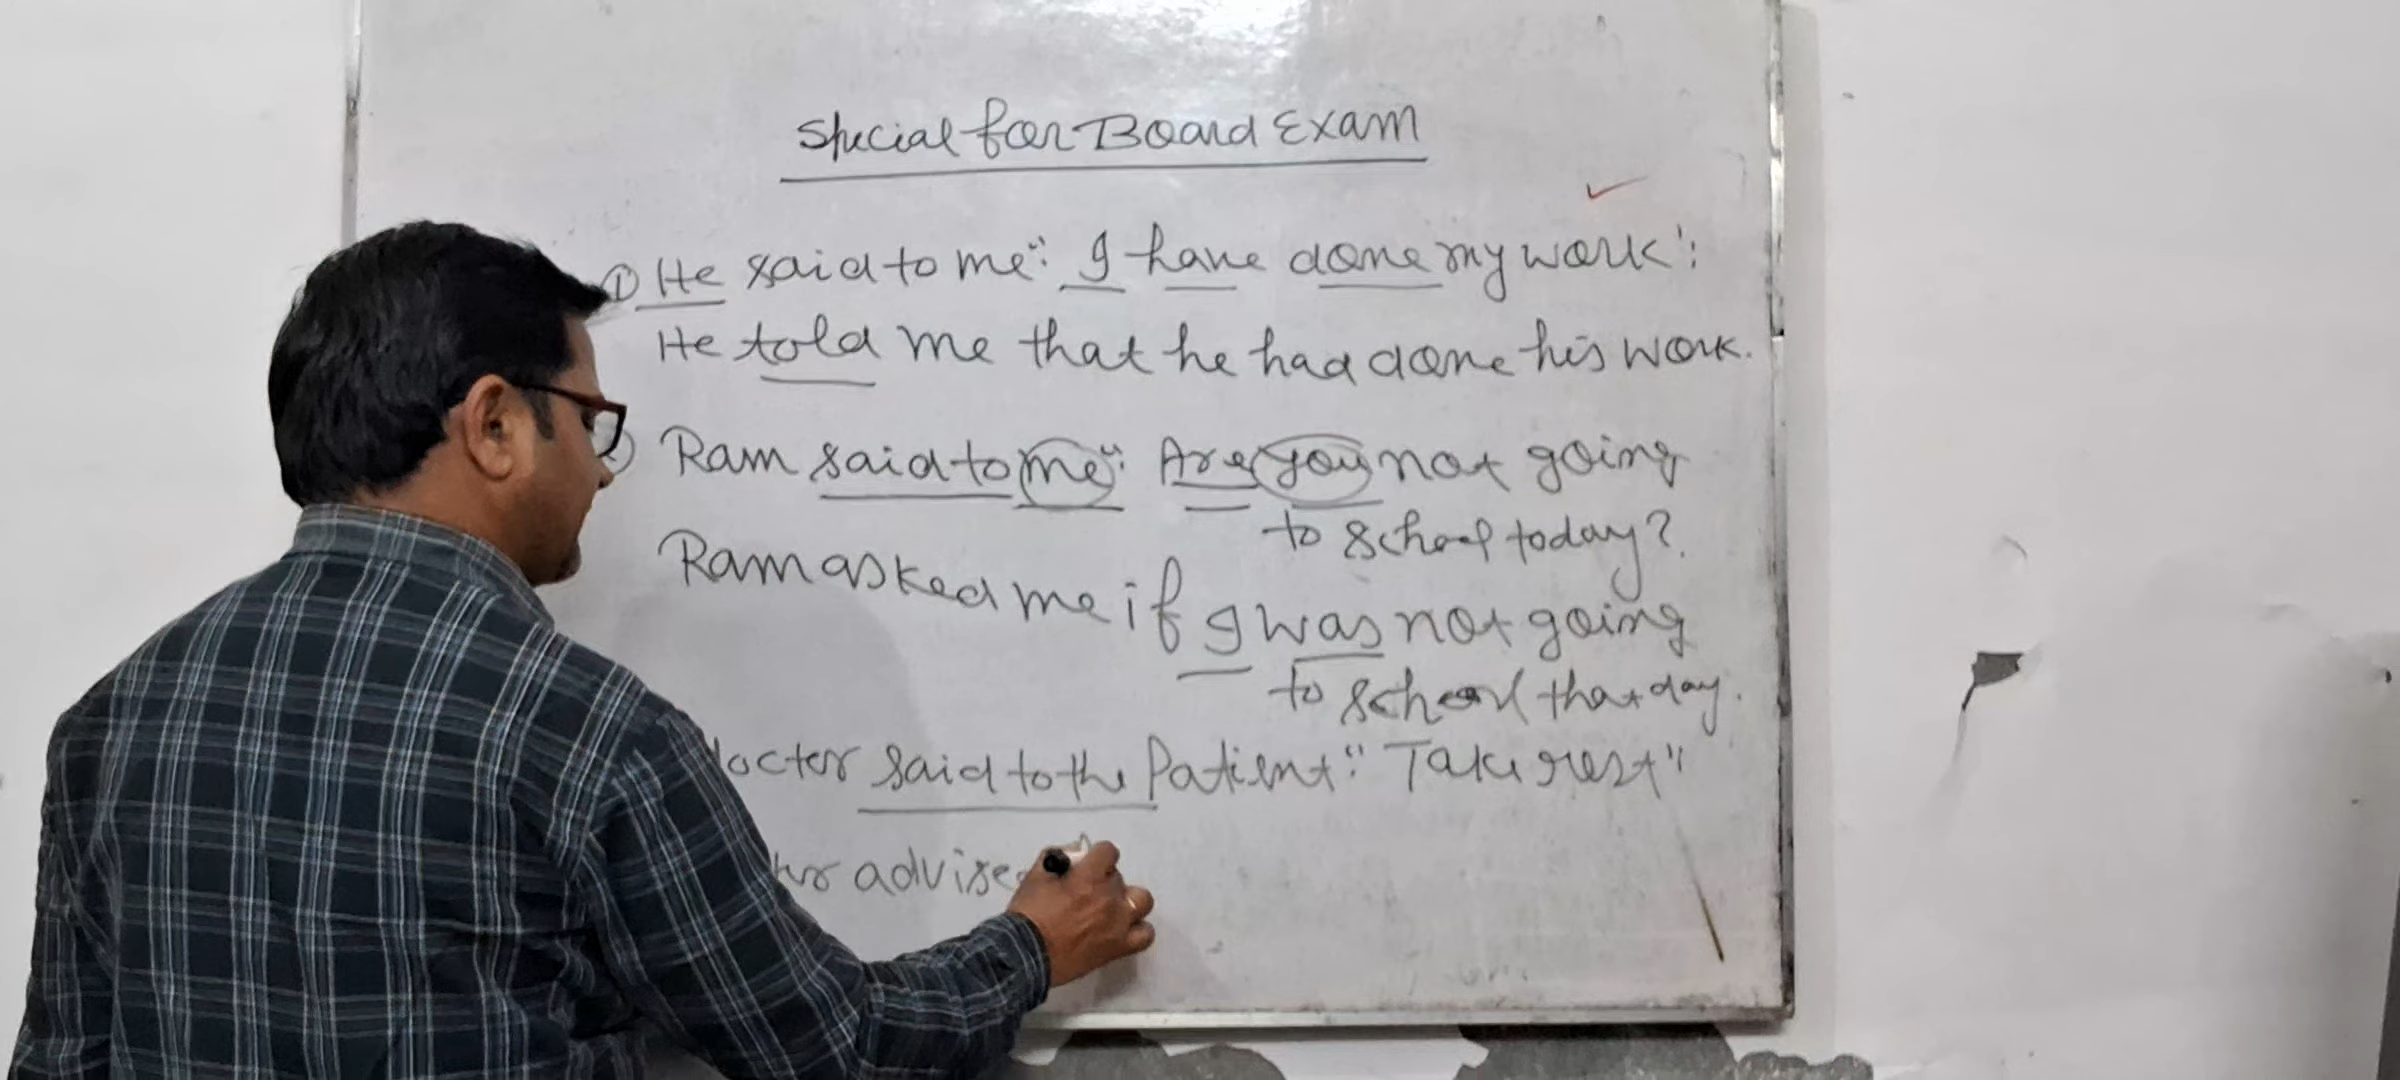 Special for Board Exam
① He said to me": I have done my work":
He told me that he had done his work.
Ram said to me": Are you not going
to school today?
Ram asked me if I was not going
to school that day.
octor said to the Patient": "Take rest"
advise